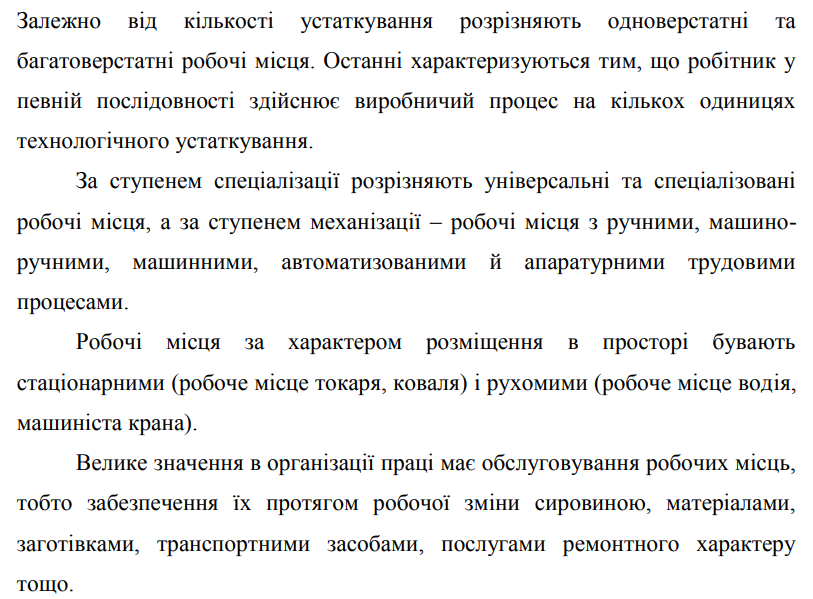 Залежно від кількості устаткування розрізняють одноверстатні та
багатоверстатні робочі місця. Останні характеризуються тим, що робітник у
певній послідовності здійснює виробничий процес на кількох одиницях
технологічного устаткування.
За ступенем спеціалізації розрізняють універсальні та спеціалізовані
робочі місця, а за ступенем механізації – робочі місця з ручними, машино-
ручними, машинними, автоматизованими й апаратурними трудовими
процесами.
Робочі місця за характером розміщення в просторі бувають
стаціонарними (робоче місце токаря, коваля) і рухомими (робоче місце водія,
машиніста крана).
Велике значення в організації праці має обслуговування робочих місць,
тобто забезпечення їх протягом робочої зміни сировиною, матеріалами,
заготівками, транспортними засобами, послугами ремонтного характеру
тощо.